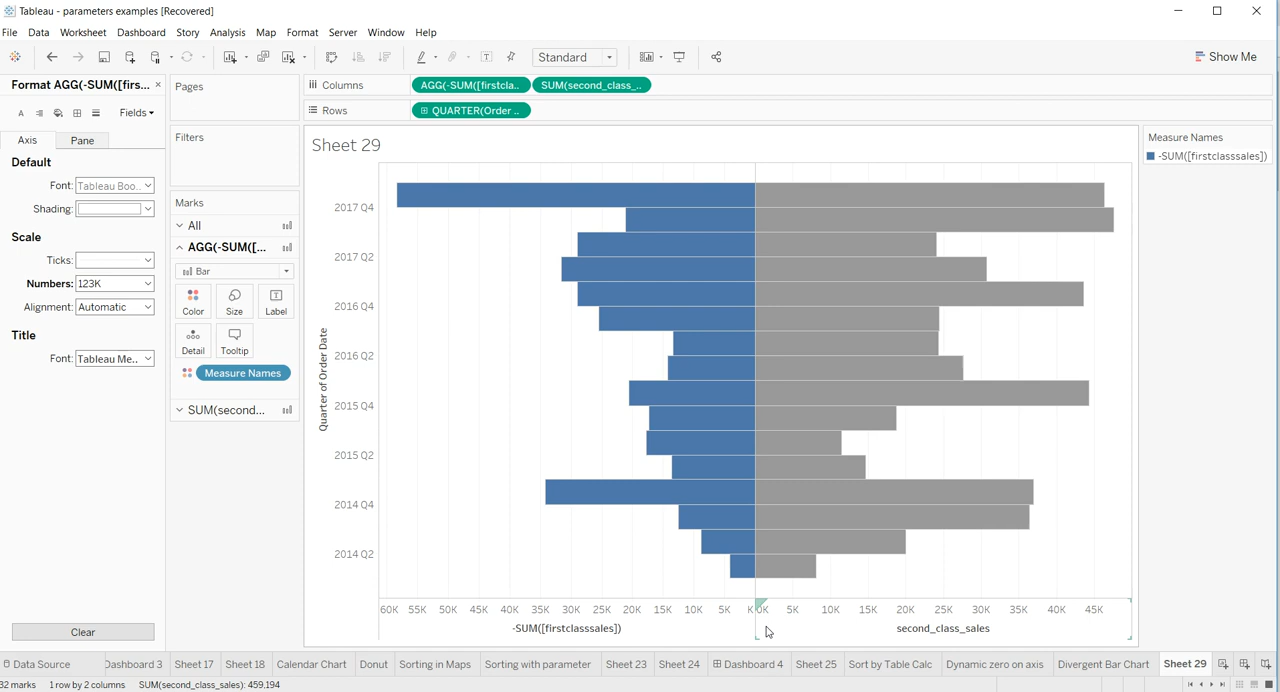 Tableau - parameters examples [Recovered]
File Data Worksheet Dashboard Story Analysis Map Format Server Window Help
Standard
Show Me
Format AGG(-SUM([firs... ×
Fields
Axis Pane
Default
Font: Tableau Boo...
Shading:
Scale
Ticks:
Numbers: 123K
Alignment: Automatic
Title
Font: Tableau Me..
Clear
Pages
Filters
Marks
All
AGG(-SUM([...
Bar
Color Size Label
Detail Tooltip
Measure Names
SUM(second...
Columns AGG(-SUM([firstcla.. SUM(second_class_..
Rows QUARTER(Order ..
Sheet 29
Quarter of Order Date
2017 Q4
2017 Q2
2016 Q4
2016 Q2
2015 Q4
2015 Q2
2014 Q4
2014 Q2
60K 55K 50K 45K 40K 35K 30K 25K 20K 15K 10K 5K K 0K 5K 10K 15K 20K 25K 30K 35K 40K 45K
-SUM([firstclasssales]) second_class_sales
Measure Names
-SUM([firstclasssales])
Data Source Dashboard 3 Sheet 17 Sheet 18 Calendar Chart Donut Sorting in Maps Sorting with parameter Sheet 23 Sheet 24 Dashboard 4 Sheet 25 Sort by Table Calc Dynamic zero on axis Divergent Bar Chart Sheet 29
32 marks 1 row by 2 columns SUM(second_class_sales): 459,194